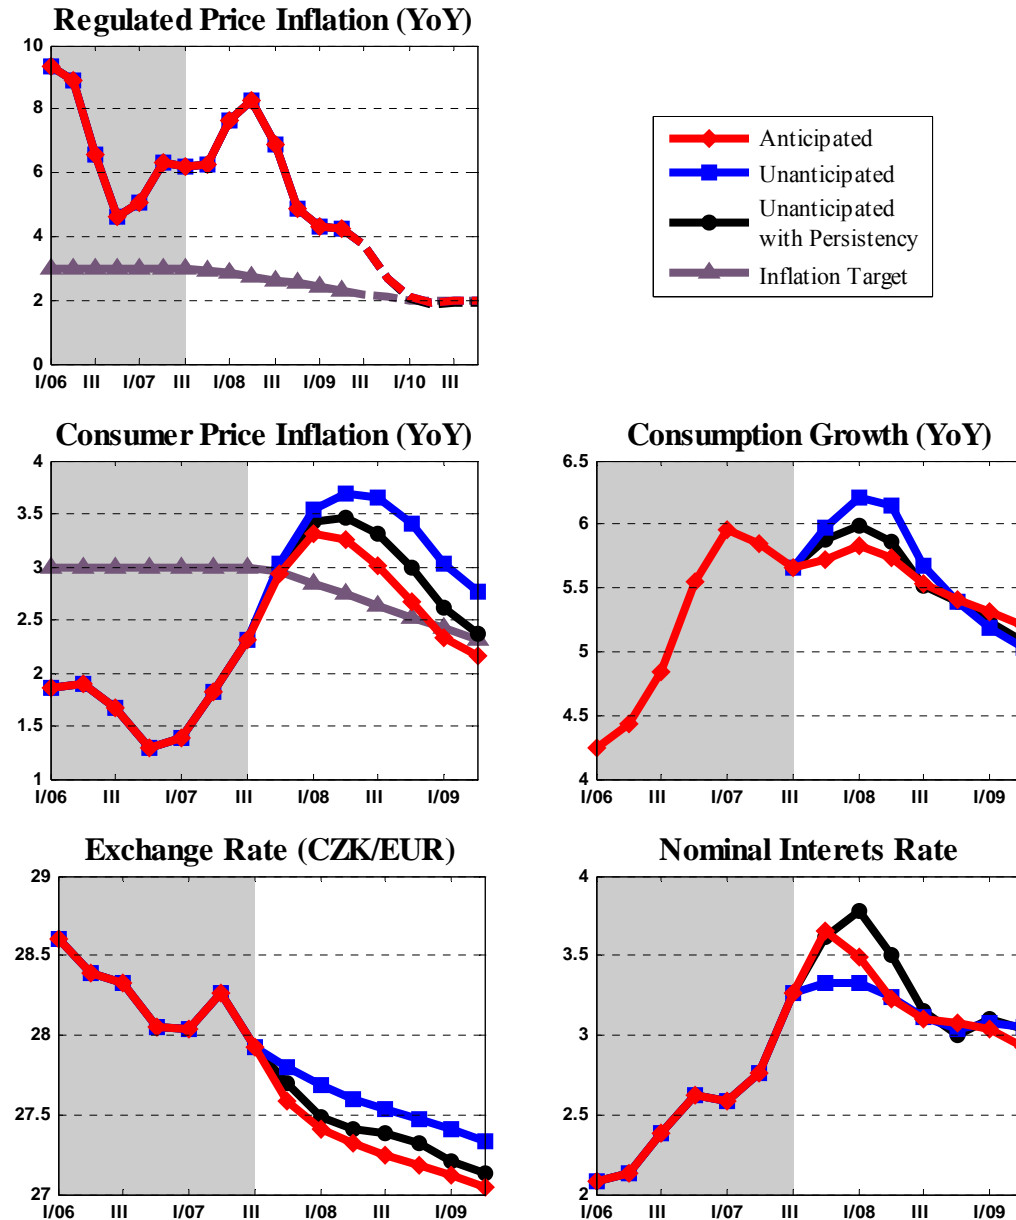 Regulated Price Inflation (YoY)
10
8
6
4
2
0
I/06 III I/07 III I/08 III I/09 III I/10 III
Anticipated
Unanticipated
Unanticipated
with Persistency
Inflation Target
Consumer Price Inflation (YoY)
4
3.5
3
2.5
2
1.5
1
I/06 III I/07 III I/08 III I/09
Consumption Growth (YoY)
6.5
6
5.5
5
4.5
4
I/06 III I/07 III I/08 III I/09
Exchange Rate (CZK/EUR)
29
28.5
28
27.5
27
I/06 III I/07 III I/08 III I/09
Nominal Interets Rate
4
3.5
3
2.5
2
I/06 III I/07 III I/08 III I/09